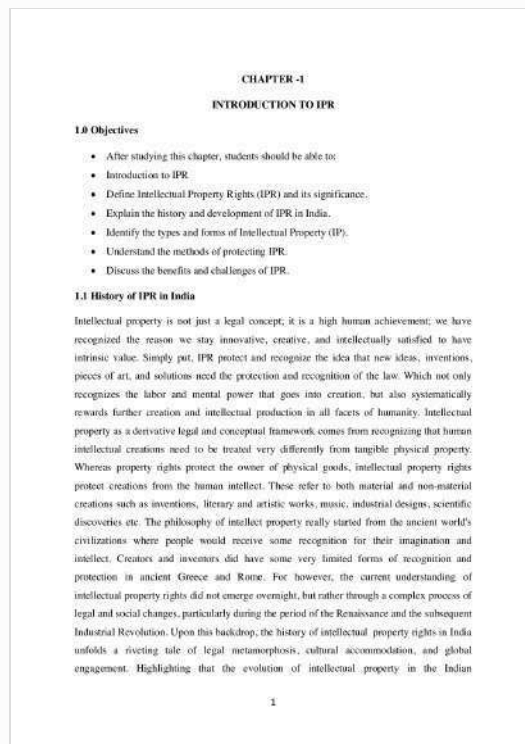 CHAPTER -1
INTRODUCTION TO IPR
1.0 Objectives
• After studying this chapter, students should be able to:
• Introduction to IPR
• Define Intellectual Property Rights (IPR) and its significance.
• Explain the history and development of IPR in India.
• Identify the types and forms of Intellectual Property (IP).
• Understand the methods of protecting IPR.
• Discuss the benefits and challenges of IPR.
1.1 History of IPR in India
Intellectual property is not just a legal concept; it is a high human achievement; we have
recognized the reason we stay innovative, creative, and intellectually satisfied to have
intrinsic value. Simply put, IPR protect and recognize the idea that new ideas, inventions,
pieces of art, and solutions need the protection and recognition of the law. Which not only
recognizes the labor and mental power that goes into creation, but also systematically
rewards further creation and intellectual production in all facets of humanity. Intellectual
property as a derivative legal and conceptual framework comes from recognizing that human
intellectual creations need to be treated very differently from tangible physical property.
Whereas property rights protect the owner of physical goods, intellectual property rights
protect creations from the human intellect. These refer to both material and non-material
creations such as inventions, literary and artistic works, music, industrial designs, scientific
discoveries etc. The philosophy of intellect property really started from the ancient world's
civilizations where people would receive some recognition for their imagination and
intellect. Creators and inventors did have some very limited forms of recognition and
protection in ancient Greece and Rome. For however, the current understanding of
intellectual property rights did not emerge overnight, but rather through a complex process of
legal and social changes, particularly during the period of the Renaissance and the subsequent
Industrial Revolution. Upon this backdrop, the history of intellectual property rights in India
unfolds a riveting tale of legal metamorphosis, cultural accommodation, and global
engagement. Highlighting that the evolution of intellectual property in the Indian
1